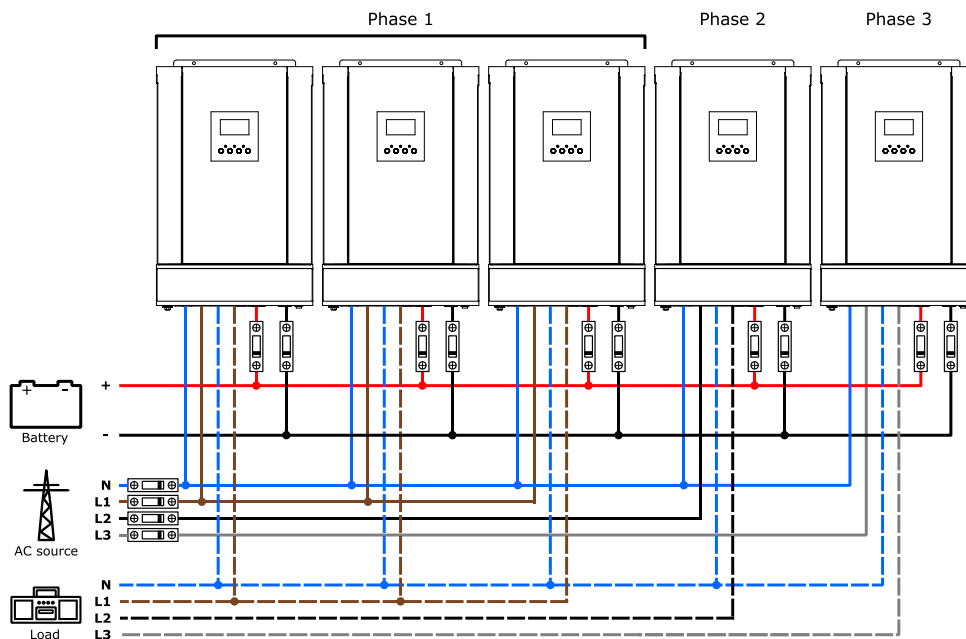 Phase 1
Phase 2
Phase 3
+
+ -
Battery
-
N
L1
L2
L3
AC source
N
L1
L2
L3
Load